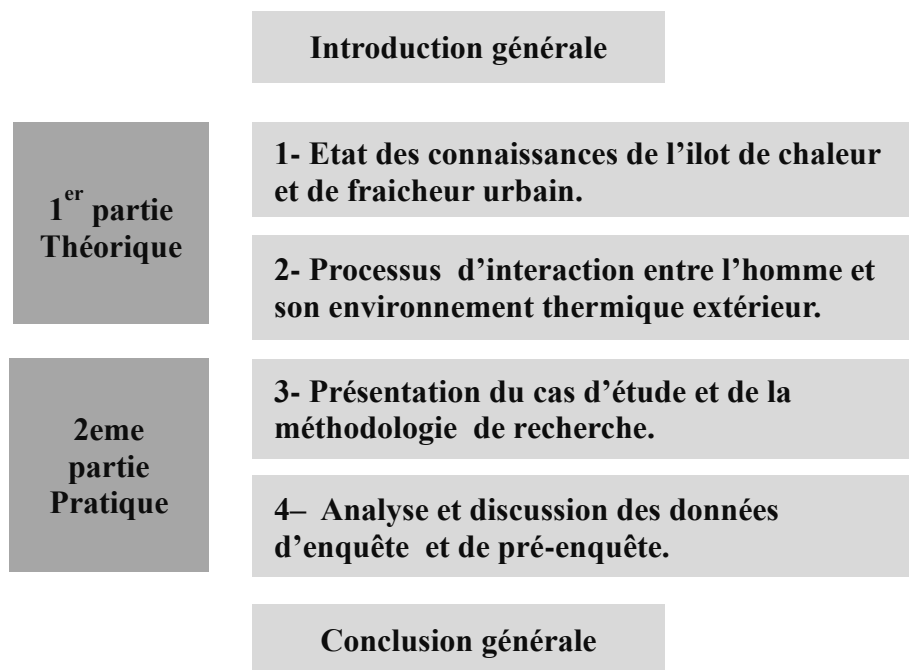 Introduction générale
1er partie
Théorique
1- Etat des connaissances de l’ilot de chaleur
et de fraicheur urbain.
2- Processus d’interaction entre l’homme et
son environnement thermique extérieur.
2eme
partie
Pratique
3- Présentation du cas d’étude et de la
méthodologie de recherche.
4– Analyse et discussion des données
d’enquête et de pré-enquête.
Conclusion générale